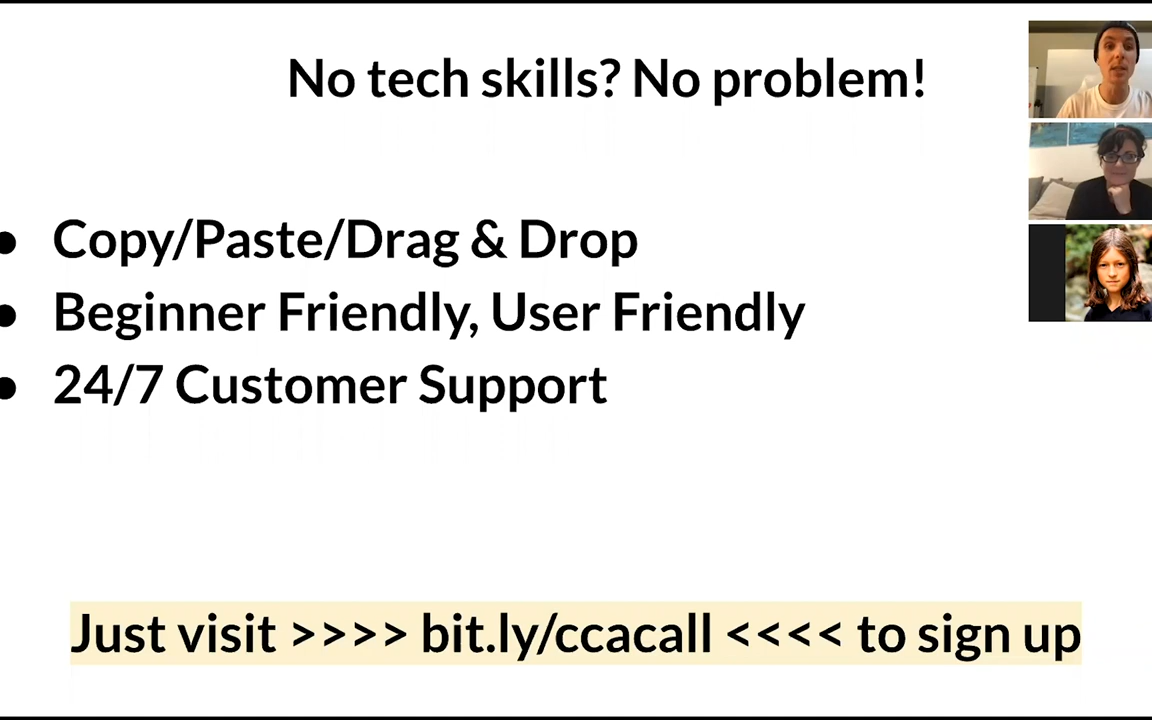 No tech skills? No problem!
• Copy/Paste/Drag & Drop
• Beginner Friendly, User Friendly
• 24/7 Customer Support
Just visit >>>> bit.ly/ccacall <<<< to sign up